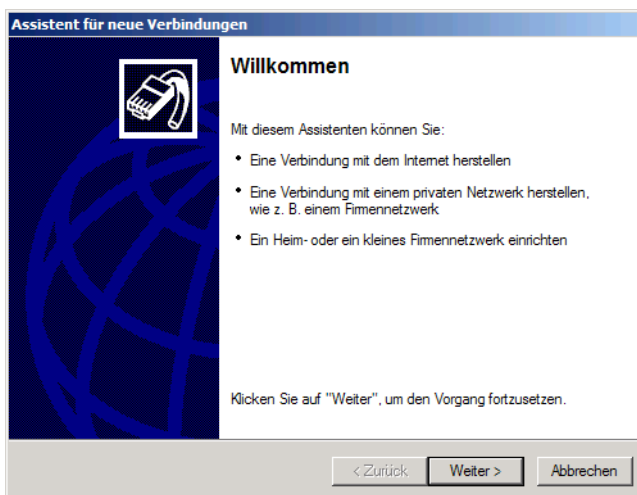 Assistent für neue Verbindungen
Willkommen
Mit diesem Assistenten können Sie:
• Eine Verbindung mit dem Internet herstellen
• Eine Verbindung mit einem privaten Netzwerk herstellen,
wie z. B. einem Firmennetzwerk
• Ein Heim- oder ein kleines Firmennetzwerk einrichten
Klicken Sie auf "Weiter", um den Vorgang fortzusetzen.
< Zurück Weiter > Abbrechen